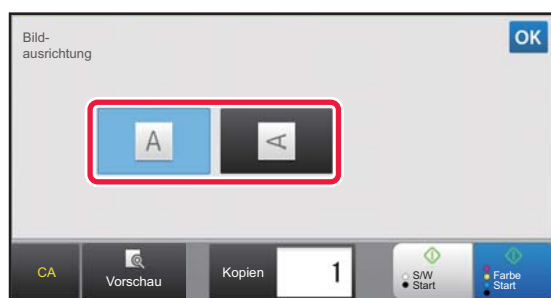 Bild-
ausrichtung
OK
A
A
CA
Vorschau
Kopien
1
S/W
Start
Farbe
Start